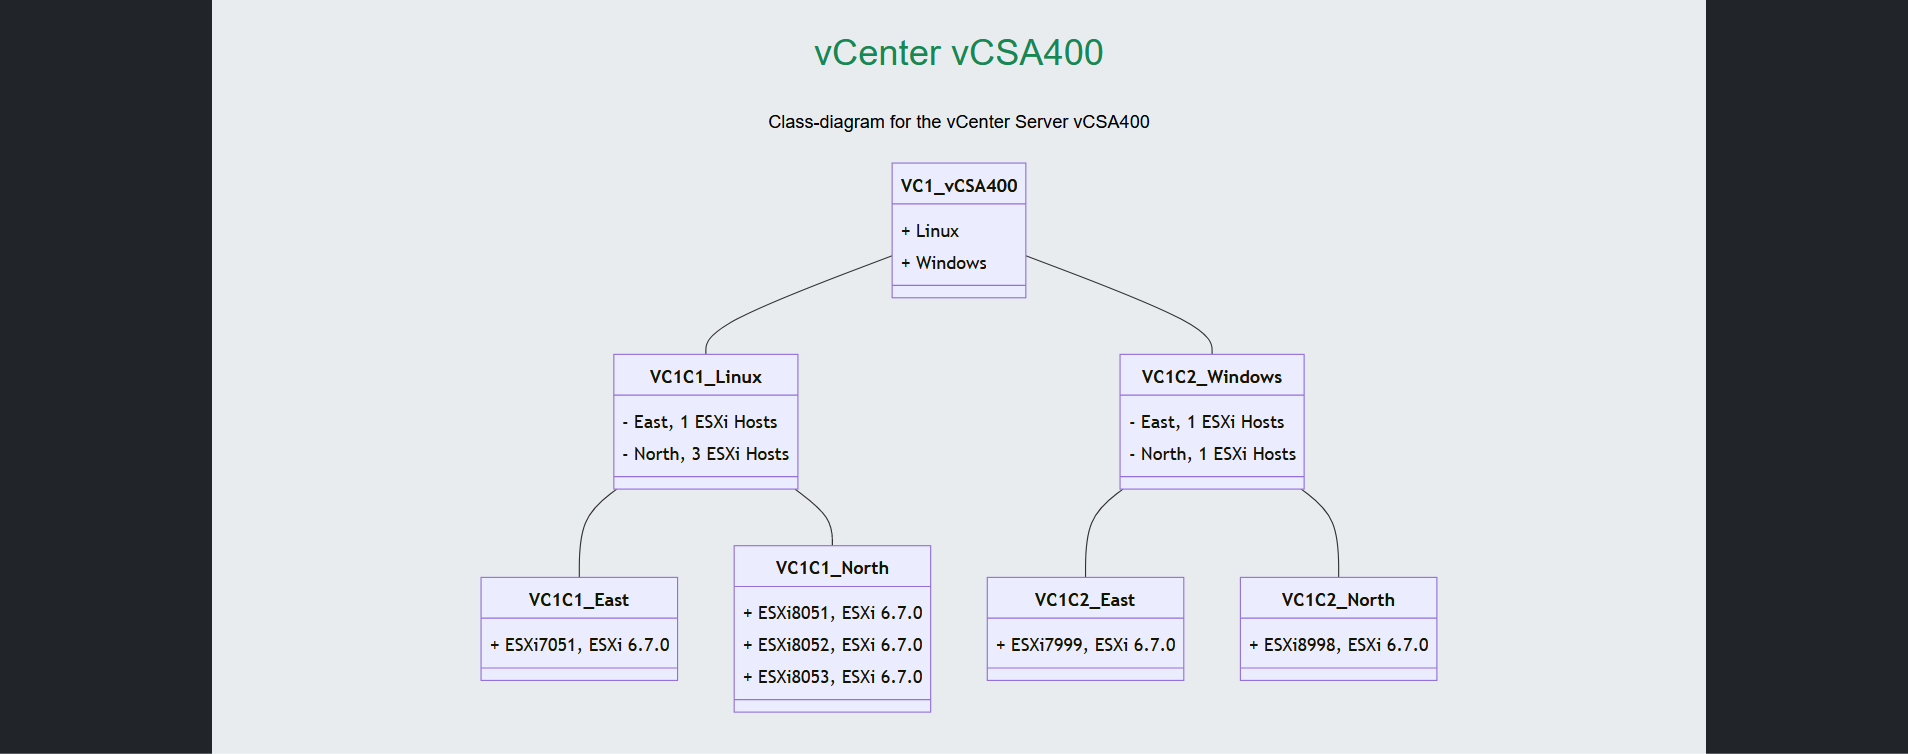 vCenter vCSA400
Class-diagram for the vCenter Server vCSA400
VC1_vCSA400
+ Linux
+ Windows
VC1C1_Linux
- East, 1 ESXi Hosts
- North, 3 ESXi Hosts
VC1C2_Windows
- East, 1 ESXi Hosts
- North, 1 ESXi Hosts
VC1C1_East
+ ESXi7051, ESXi 6.7.0
VC1C1_North
+ ESXi8051, ESXi 6.7.0
+ ESXi8052, ESXi 6.7.0
+ ESXi8053, ESXi 6.7.0
VC1C2_East
+ ESXi7999, ESXi 6.7.0
VC1C2_North
+ ESXi8998, ESXi 6.7.0